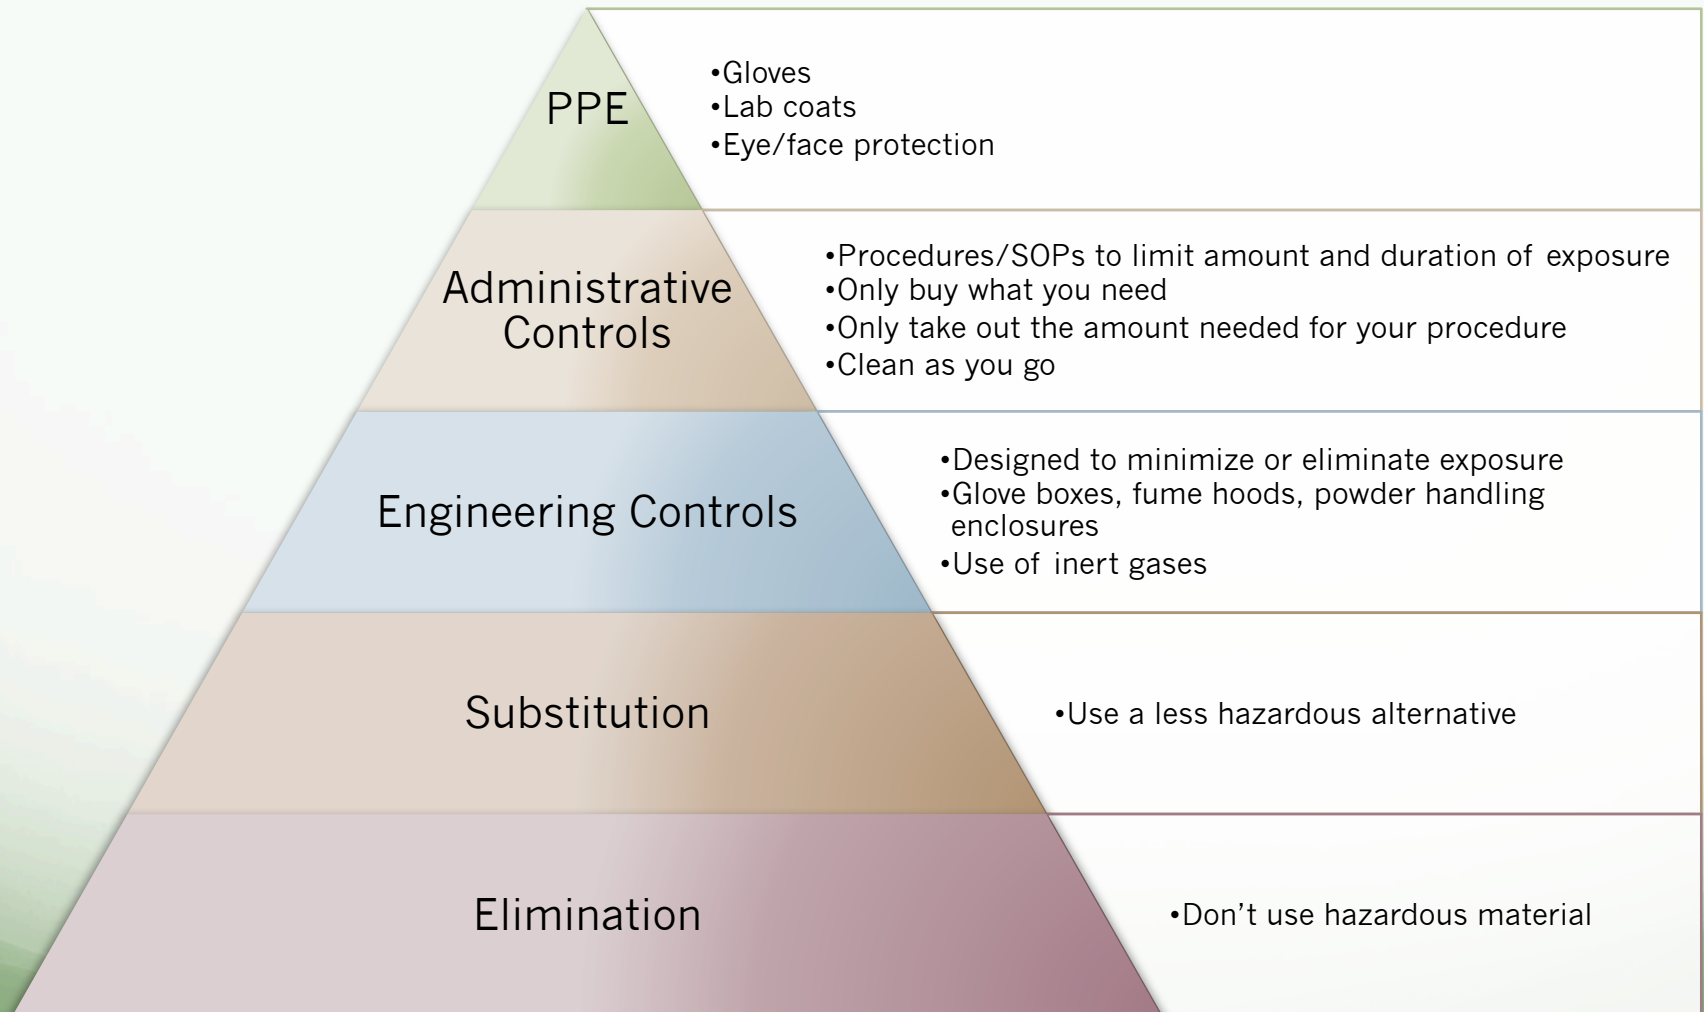 PPE
•Gloves
•Lab coats
•Eye/face protection
Administrative
Controls
•Procedures/SOPs to limit amount and duration of exposure
•Only buy what you need
•Only take out the amount needed for your procedure
•Clean as you go
Engineering Controls
•Designed to minimize or eliminate exposure
•Glove boxes, fume hoods, powder handling
enclosures
•Use of inert gases
Substitution
•Use a less hazardous alternative
Elimination
•Don’t use hazardous material